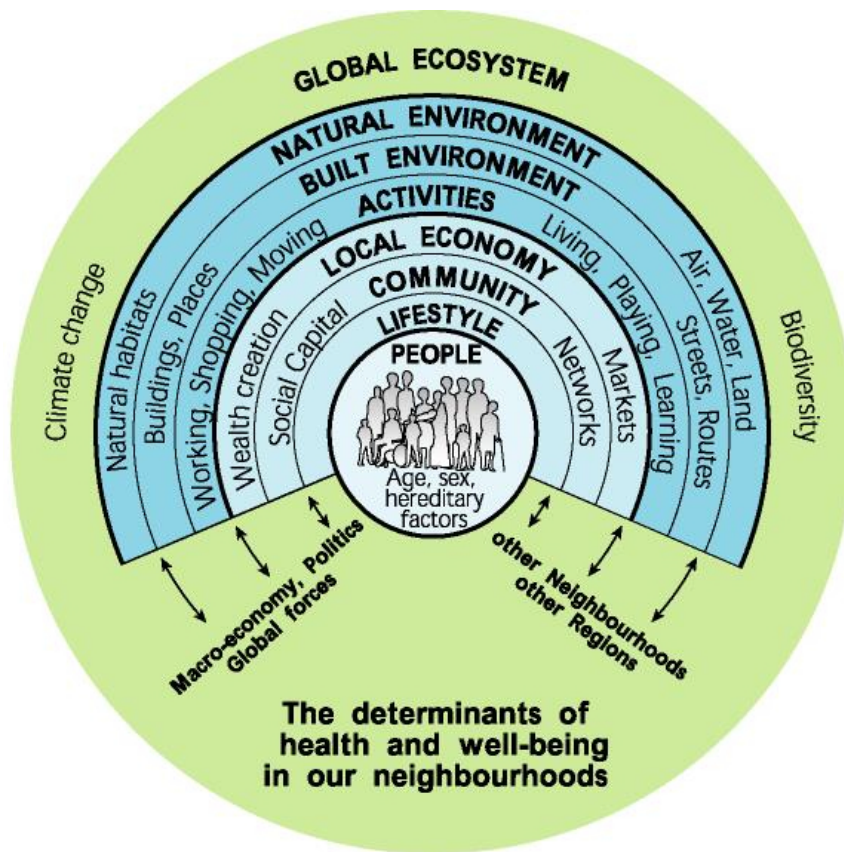 GLOBAL ECOSYSTEM
NATURAL ENVIRONMENT
BUILT ENVIRONMENT
ACTIVITIES
LOCAL ECONOMY
COMMUNITY
LIFESTYLE
PEOPLE
Age, sex,
hereditary
factors
Climate change
Natural habitats
Buildings, Places
Working, Shopping, Moving
Wealth creation
Social Capital
Networks
Markets
Living, Playing, Learning
Streets, Routes
Air, Water, Land
Biodiversity
Macro-economy, Politics
Global forces
other Neighbourhoods
other Regions
The determinants of
health and well-being
in our neighbourhoods